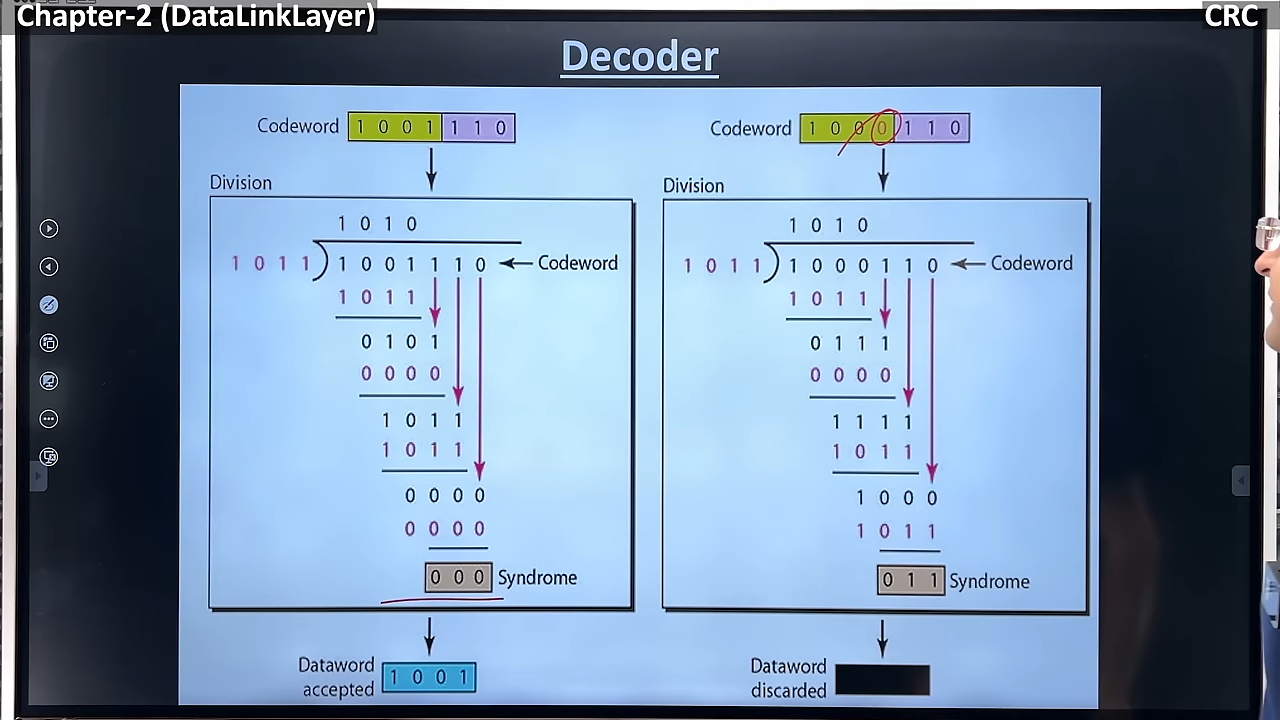 Chapter-2 (DataLinkLayer)
CRC
Decoder
Codeword 1 0 0 1 1 1 0
Division
1 0 1 0
1 0 1 1 ) 1 0 0 1 1 1 0 Codeword
1 0 1 1
0 1 0 1
0 0 0 0
1 0 1 1
1 0 1 1
0 0 0 0
0 0 0 0
0 0 0 Syndrome
Dataword
accepted
1 0 0 1
Codeword 1 0 0 0 1 1 0
Division
1 0 1 0
1 0 1 1 ) 1 0 0 0 1 1 0 Codeword
1 0 1 1
0 1 1 1
0 0 0 0
1 1 1 1
1 0 1 1
1 0 0 0
1 0 1 1
0 1 1 Syndrome
Dataword
discarded